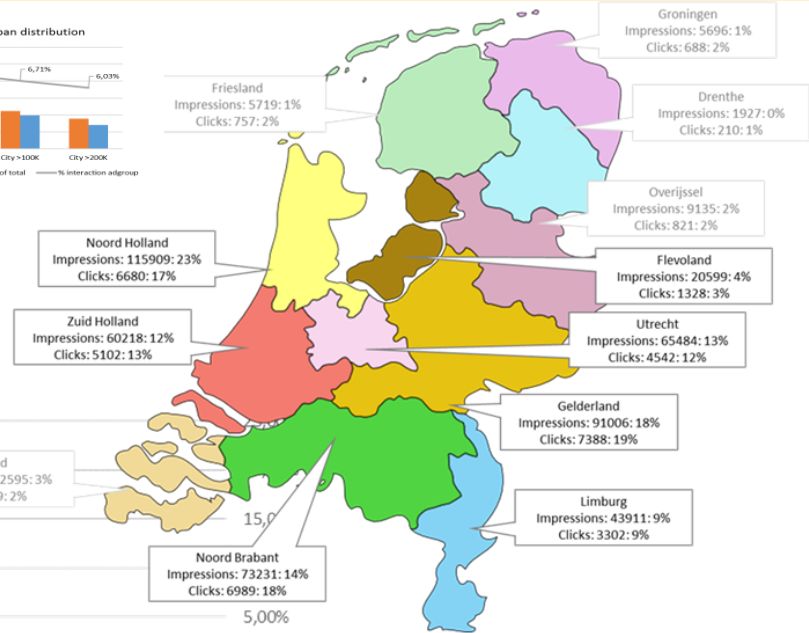 Groningen
Impressions: 5696: 1%
Clicks: 688: 2%
distribution
6,71%
6,03%
City >100K
City >200K
of total
% interaction adgroup
Friesland
Impressions: 5719: 1%
Clicks: 757: 2%
Drenthe
Impressions: 1927: 0%
Clicks: 210: 1%
Overijssel
Impressions: 9135: 2%
Clicks: 821: 2%
Noord Holland
Impressions: 115909: 23%
Clicks: 6680: 17%
Flevoland
Impressions: 20599: 4%
Clicks: 1328: 3%
Zuid Holland
Impressions: 60218: 12%
Clicks: 5102: 13%
Utrecht
Impressions: 65484: 13%
Clicks: 4542: 12%
Gelderland
Impressions: 91006: 18%
Clicks: 7388: 19%
d
2595: 3%
9: 2%
Limburg
Impressions: 43911: 9%
Clicks: 3302: 9%
15,0
Noord Brabant
Impressions: 73231: 14%
Clicks: 6989: 18%
5,00%